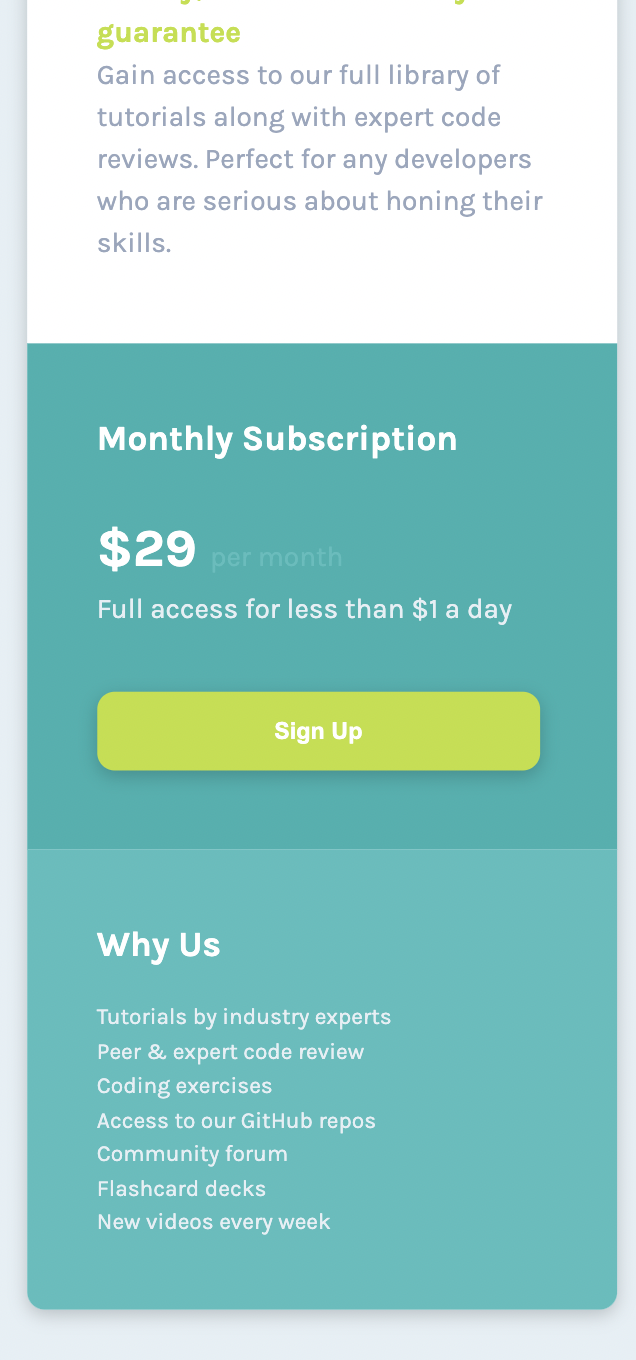 guarantee
Gain access to our full library of
tutorials along with expert code
reviews. Perfect for any developers
who are serious about honing their
skills.
Monthly Subscription
$29 per month
Full access for less than $1 a day
Sign Up
Why Us
Tutorials by industry experts
Peer & expert code review
Coding exercises
Access to our GitHub repos
Community forum
Flashcard decks
New videos every week